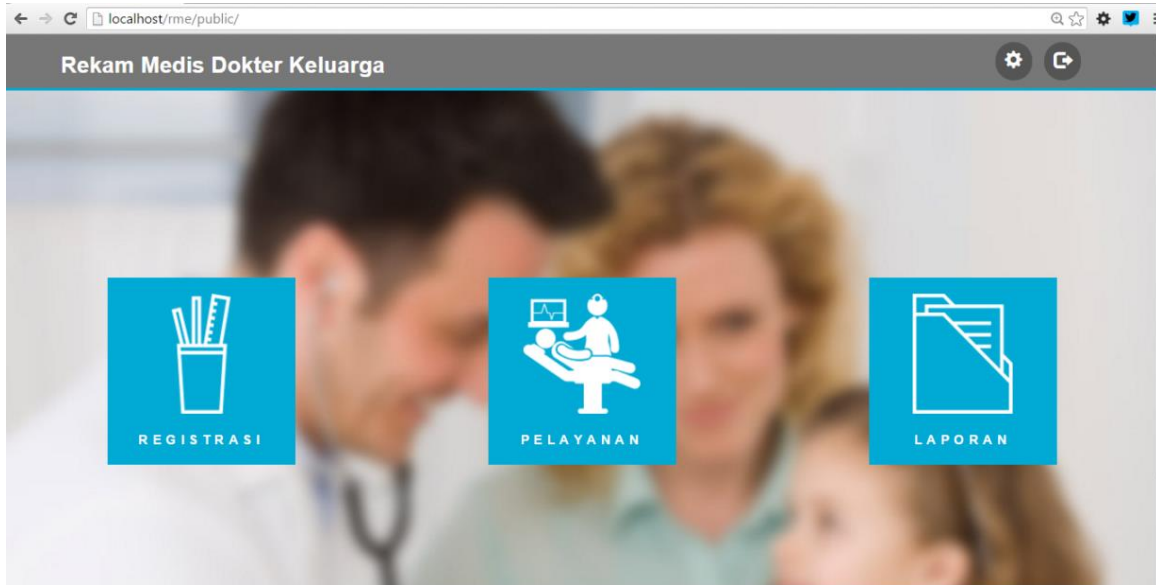 localhost/rme/public/
Rekam Medis Dokter Keluarga
REGISTRASI
PELAYANAN
LAPORAN